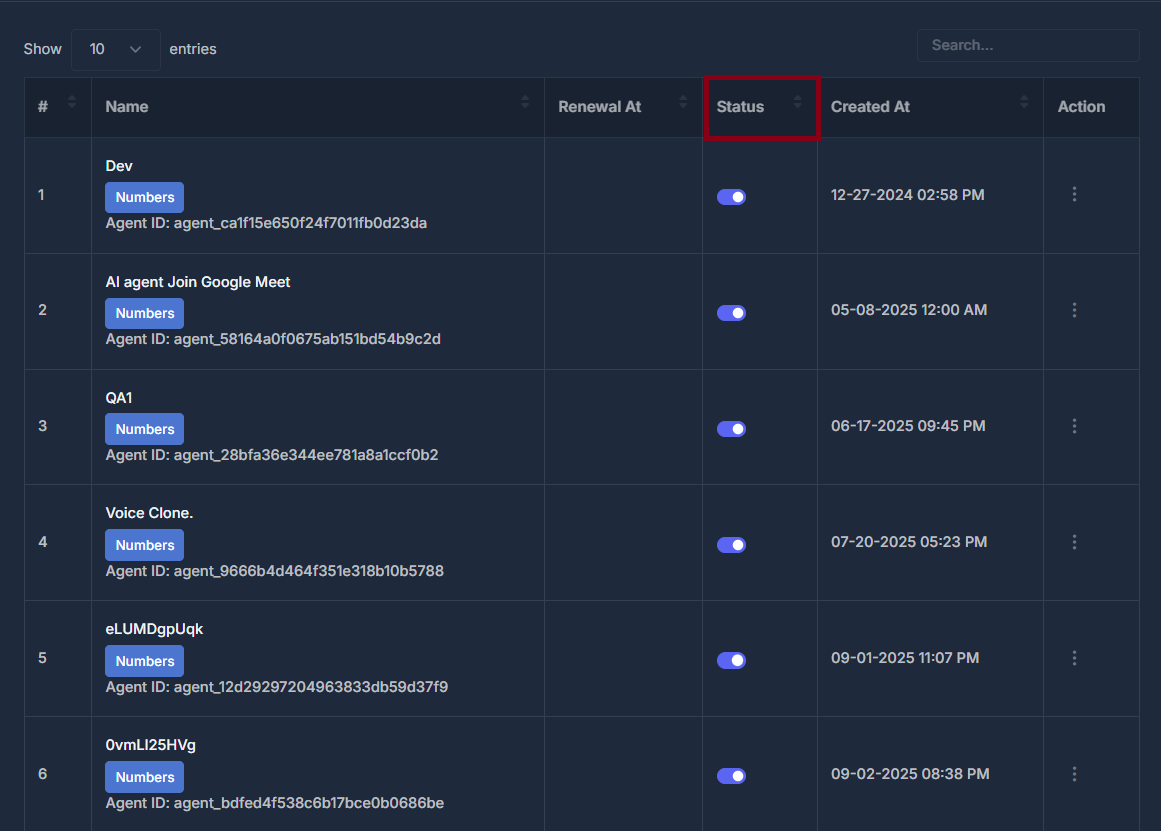 Show 10 entries Search...
# Name Renewal At Status Created At Action
Dev
1 Numbers 12-27-2024 02:58 PM
Agent ID: agent_ca1f15e650f24f7011fb0d23da
AI agent Join Google Meet
2 Numbers 05-08-2025 12:00 AM
Agent ID: agent_58164a0f0675ab151bd54b9c2d
QA1
3 Numbers 06-17-2025 09:45 PM
Agent ID: agent_28bfa36e344ee781a8a1ccf0b2
Voice Clone.
4 Numbers 07-20-2025 05:23 PM
Agent ID: agent_9666b4d464f351e318b10b5788
eLUMDgpUqk
5 Numbers 09-01-2025 11:07 PM
Agent ID: agent_12d29297204963833db59d37f9
0vmLI25HVg
6 Numbers 09-02-2025 08:38 PM
Agent ID: agent_bdfed4f538c6b17bce0b0686be